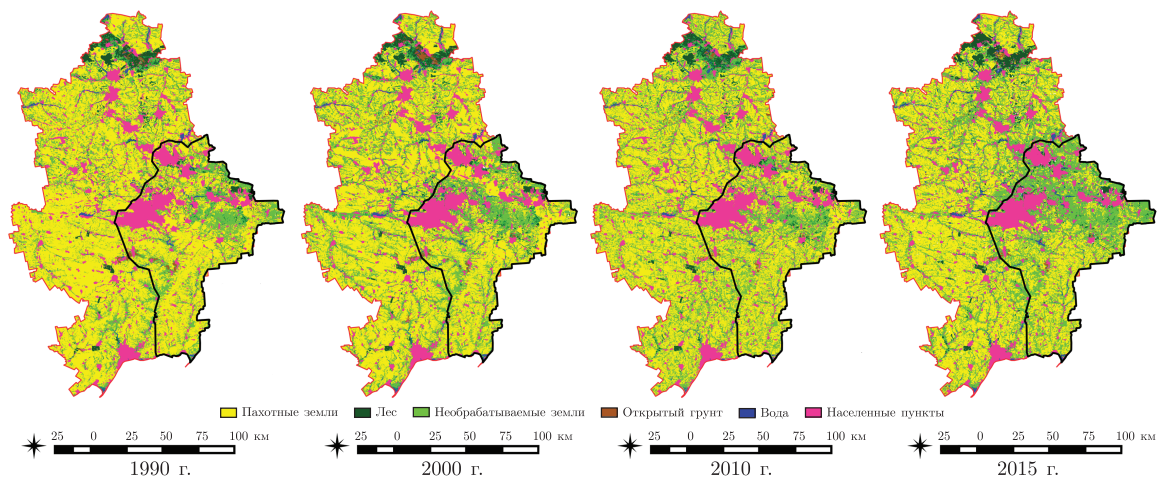 Пахотные земли Лес Необрабатываемые земли Открытый грунт Вода Населенные пункты
25 0 25 50 75 100 км 25 0 25 50 75 100 км 25 0 25 50 75 100 км 25 0 25 50 75 100 км
1990 г. 2000 г. 2010 г. 2015 г.